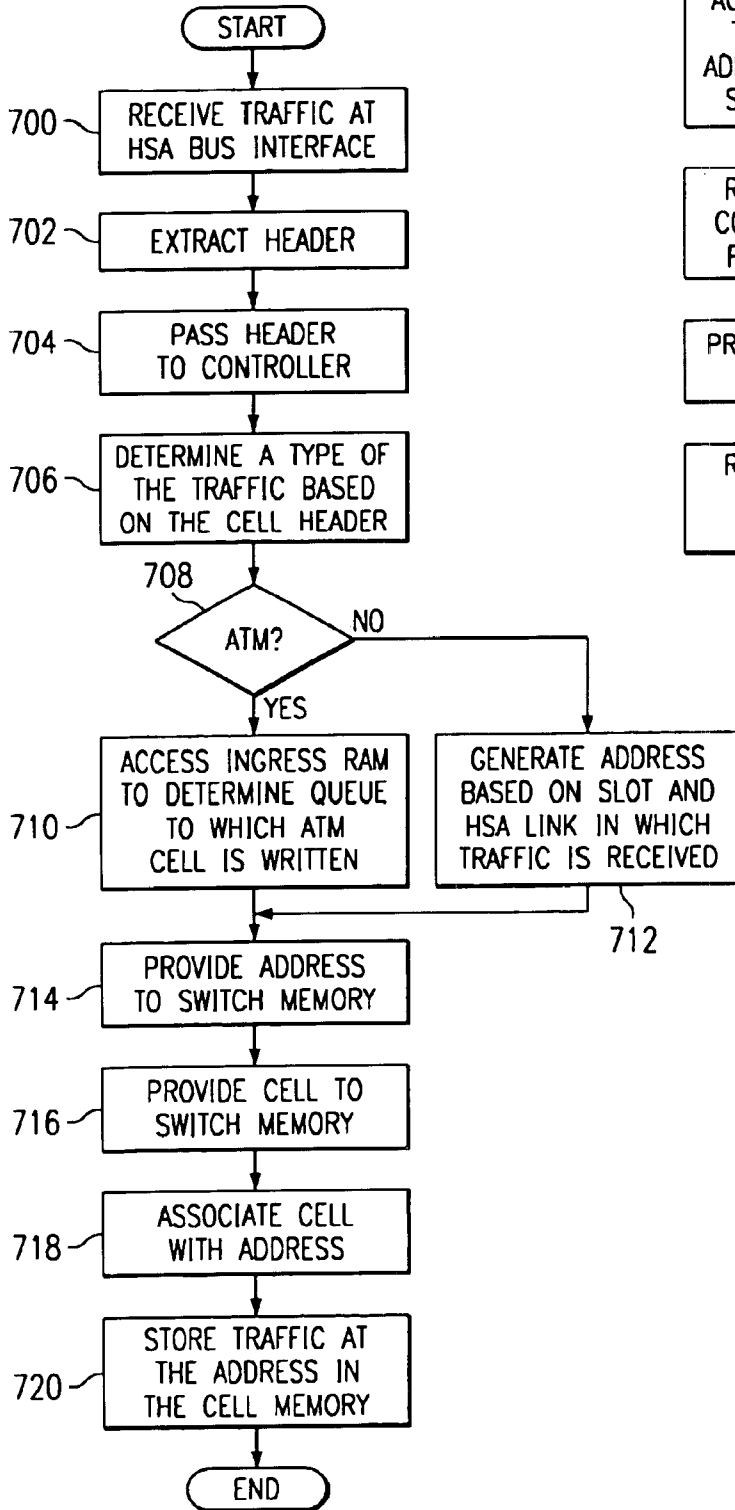 START
700
RECEIVE TRAFFIC AT
HSA BUS INTERFACE
702
EXTRACT HEADER
704
PASS HEADER
TO CONTROLLER
706
DETERMINE A TYPE OF
THE TRAFFIC BASED
ON THE CELL HEADER
708
ATM?
NO
YES
710
ACCESS INGRESS RAM
TO DETERMINE QUEUE
TO WHICH ATM
CELL IS WRITTEN
GENERATE ADDRESS
BASED ON SLOT AND
HSA LINK IN WHICH
TRAFFIC IS RECEIVED
712
714
PROVIDE ADDRESS
TO SWITCH MEMORY
716
PROVIDE CELL TO
SWITCH MEMORY
718
ASSOCIATE CELL
WITH ADDRESS
720
STORE TRAFFIC AT
THE ADDRESS IN
THE CELL MEMORY
END